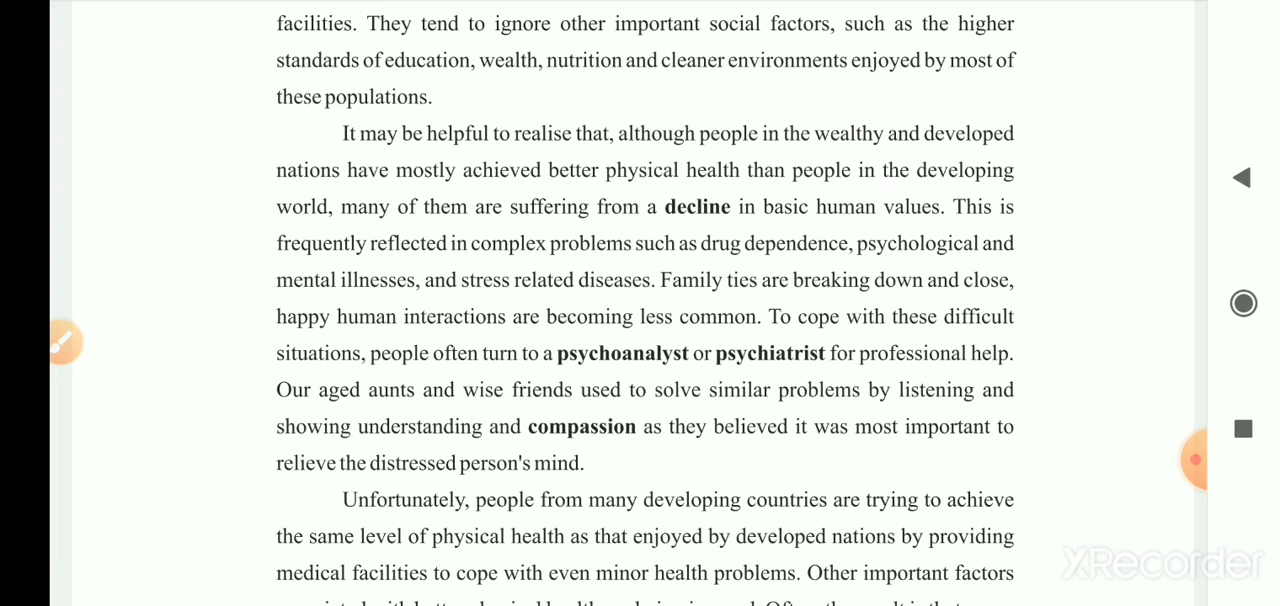 facilities. They tend to ignore other important social factors, such as the higher
standards of education, wealth, nutrition and cleaner environments enjoyed by most of
these populations.
It may be helpful to realise that, although people in the wealthy and developed
nations have mostly achieved better physical health than people in the developing
world, many of them are suffering from a decline in basic human values. This is
frequently reflected in complex problems such as drug dependence, psychological and
mental illnesses, and stress related diseases. Family ties are breaking down and close,
happy human interactions are becoming less common. To cope with these difficult
situations, people often turn to a psychoanalyst or psychiatrist for professional help.
Our aged aunts and wise friends used to solve similar problems by listening and
showing understanding and compassion as they believed it was most important to
relieve the distressed person's mind.
Unfortunately, people from many developing countries are trying to achieve
the same level of physical health as that enjoyed by developed nations by providing
medical facilities to cope with even minor health problems. Other important factors
XRecorder